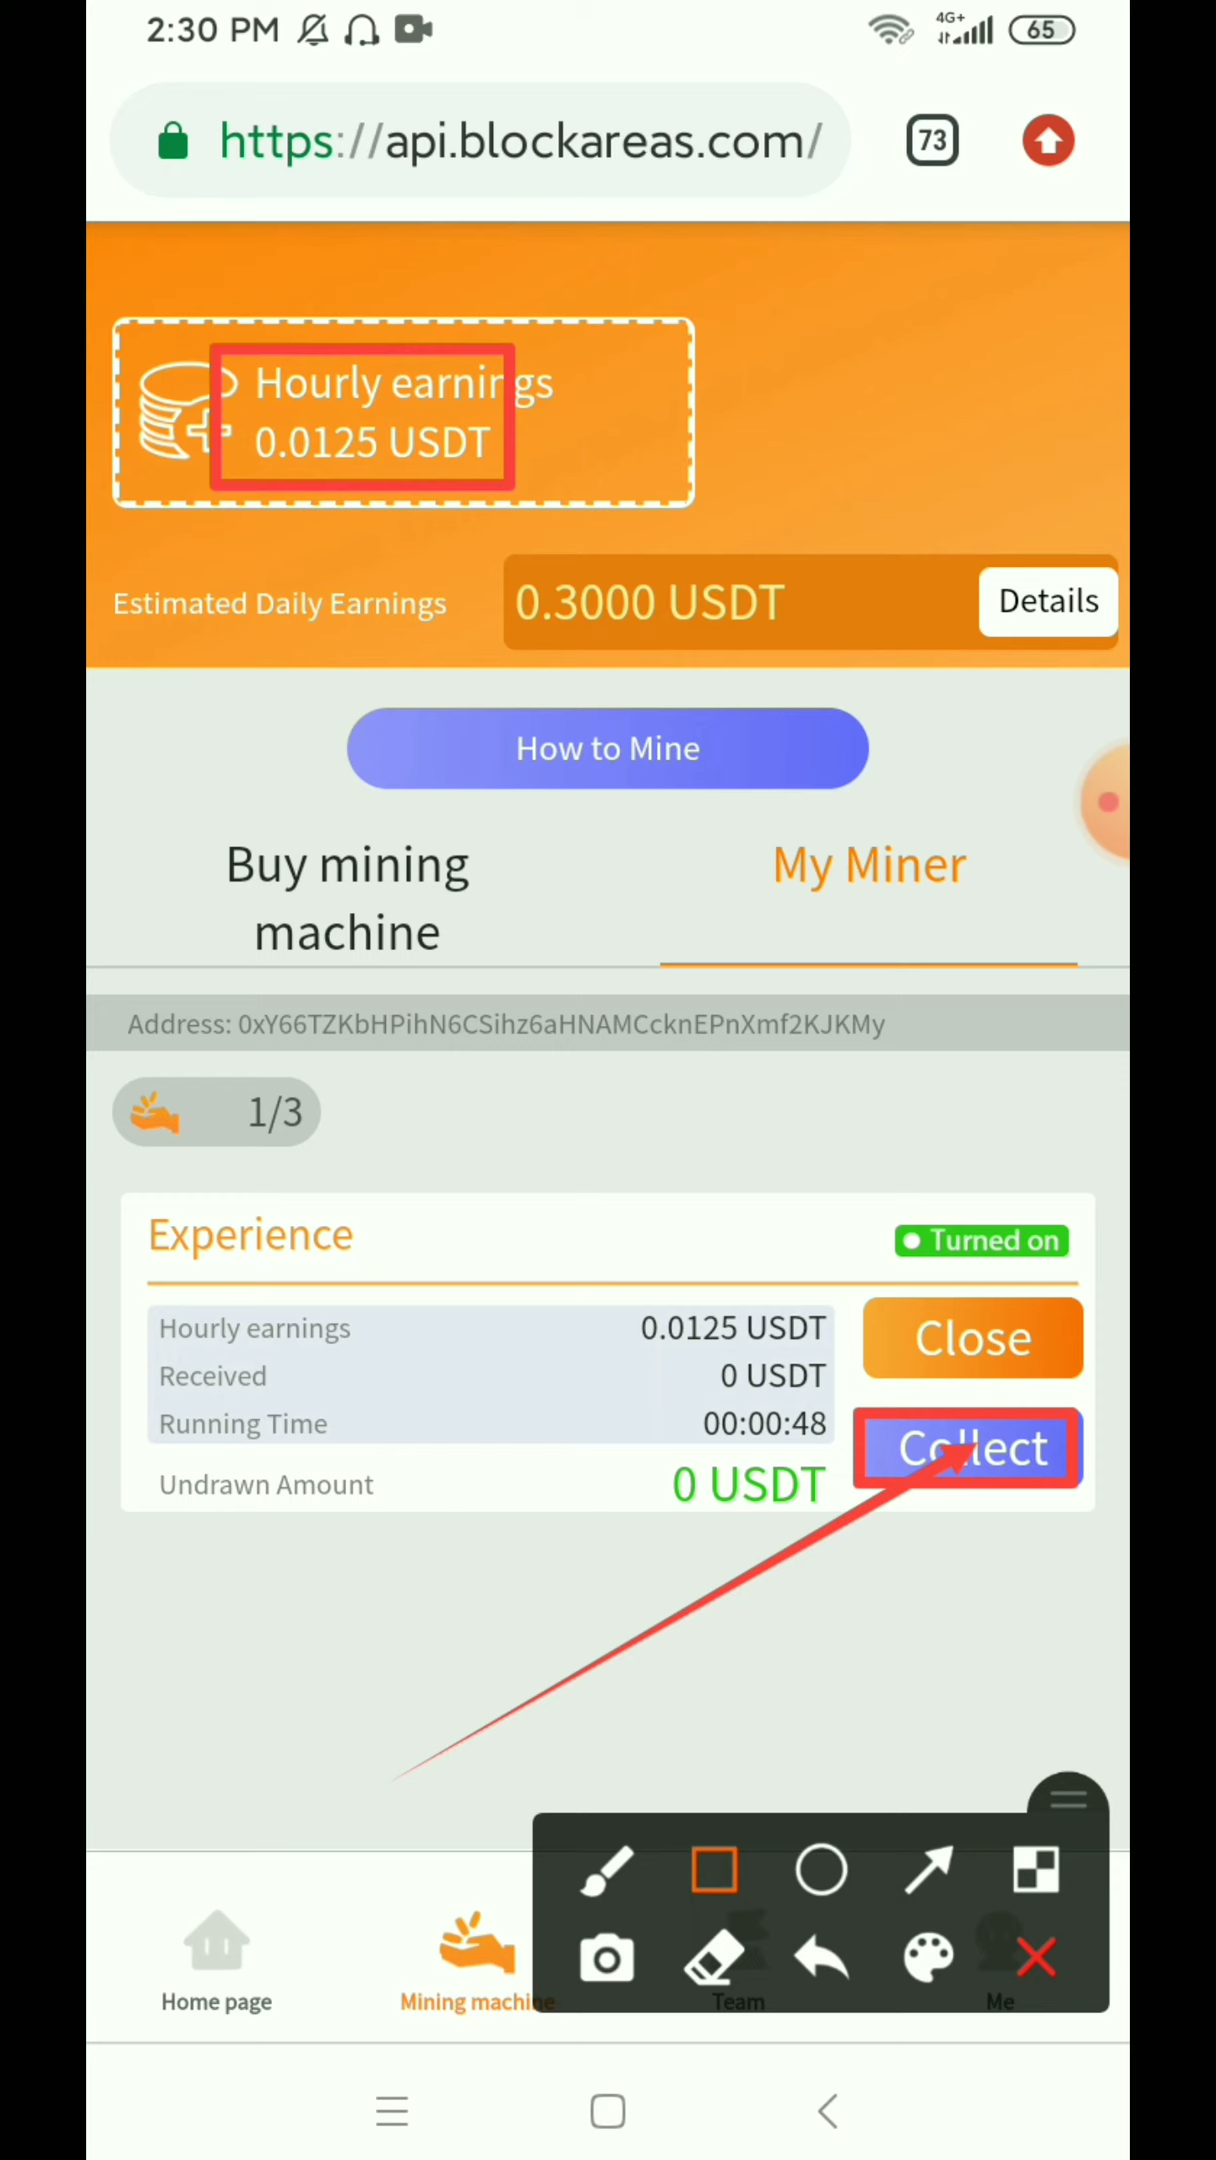 2:30 PM 4G+ 65
https://api.blockareas.com/ 73
Hourly earnings
0.0125 USDT
Estimated Daily Earnings 0.3000 USDT Details
How to Mine
Buy mining machine My Miner
Address: 0xY66TZKbHPihN6CSihz6aHNAMCcknEPnXmf2KJKMy
1/3
Experience Turned on
Hourly earnings 0.0125 USDT Close
Received 0 USDT
Running Time 00:00:48 Collect
Undrawn Amount 0 USDT
Home page Mining machine Team Me